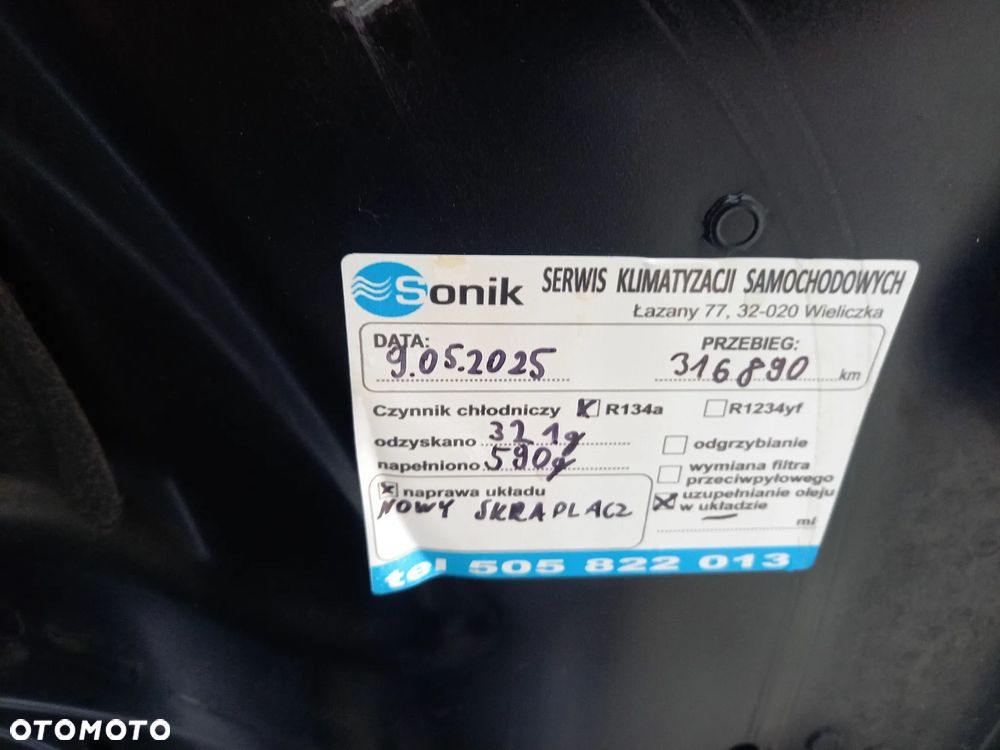 Sonik SERWIS KLIMATYZACJI SAMOCHODOWYCH
Łazany 77, 32-020 Wieliczka
DATA: 9.05.2025
PRZEBIEG: 316890 km
Czynnik chłodniczy R134a R1234yf
odzyskano 321g
napełniono 590g
odgrzybianie
wymiana filtra
przeciwpyłowego
naprawa układu
NOWY SKRAPLACZ
uzupełnianie oleju
w układzie
ml
tel 505 822 013
OTOMOTO